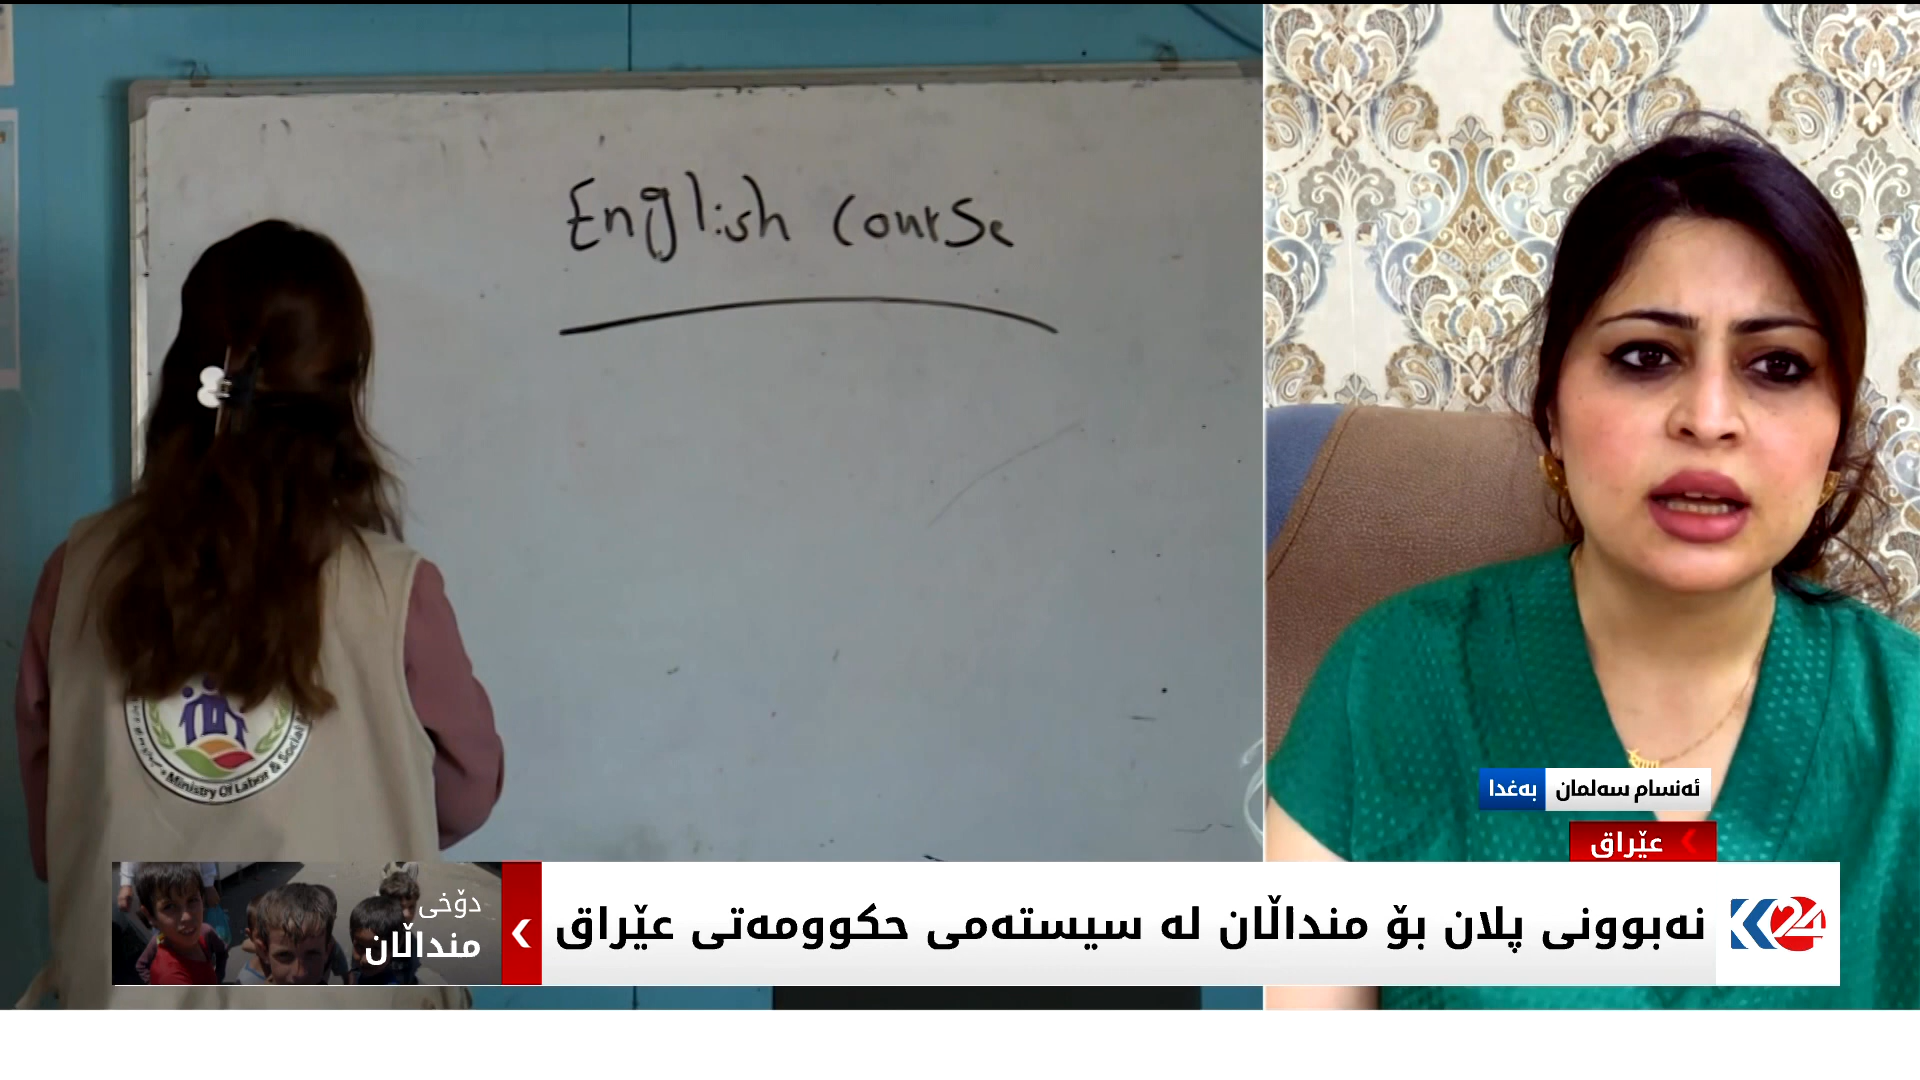 English course
Ministry Of Labor & Social
ئەنسام سەلمان
بەغدا
عێراق
نەبوونی پلان بۆ منداڵان لە سیستەمی حکوومەتی عێراق
دۆخی
منداڵان
K24